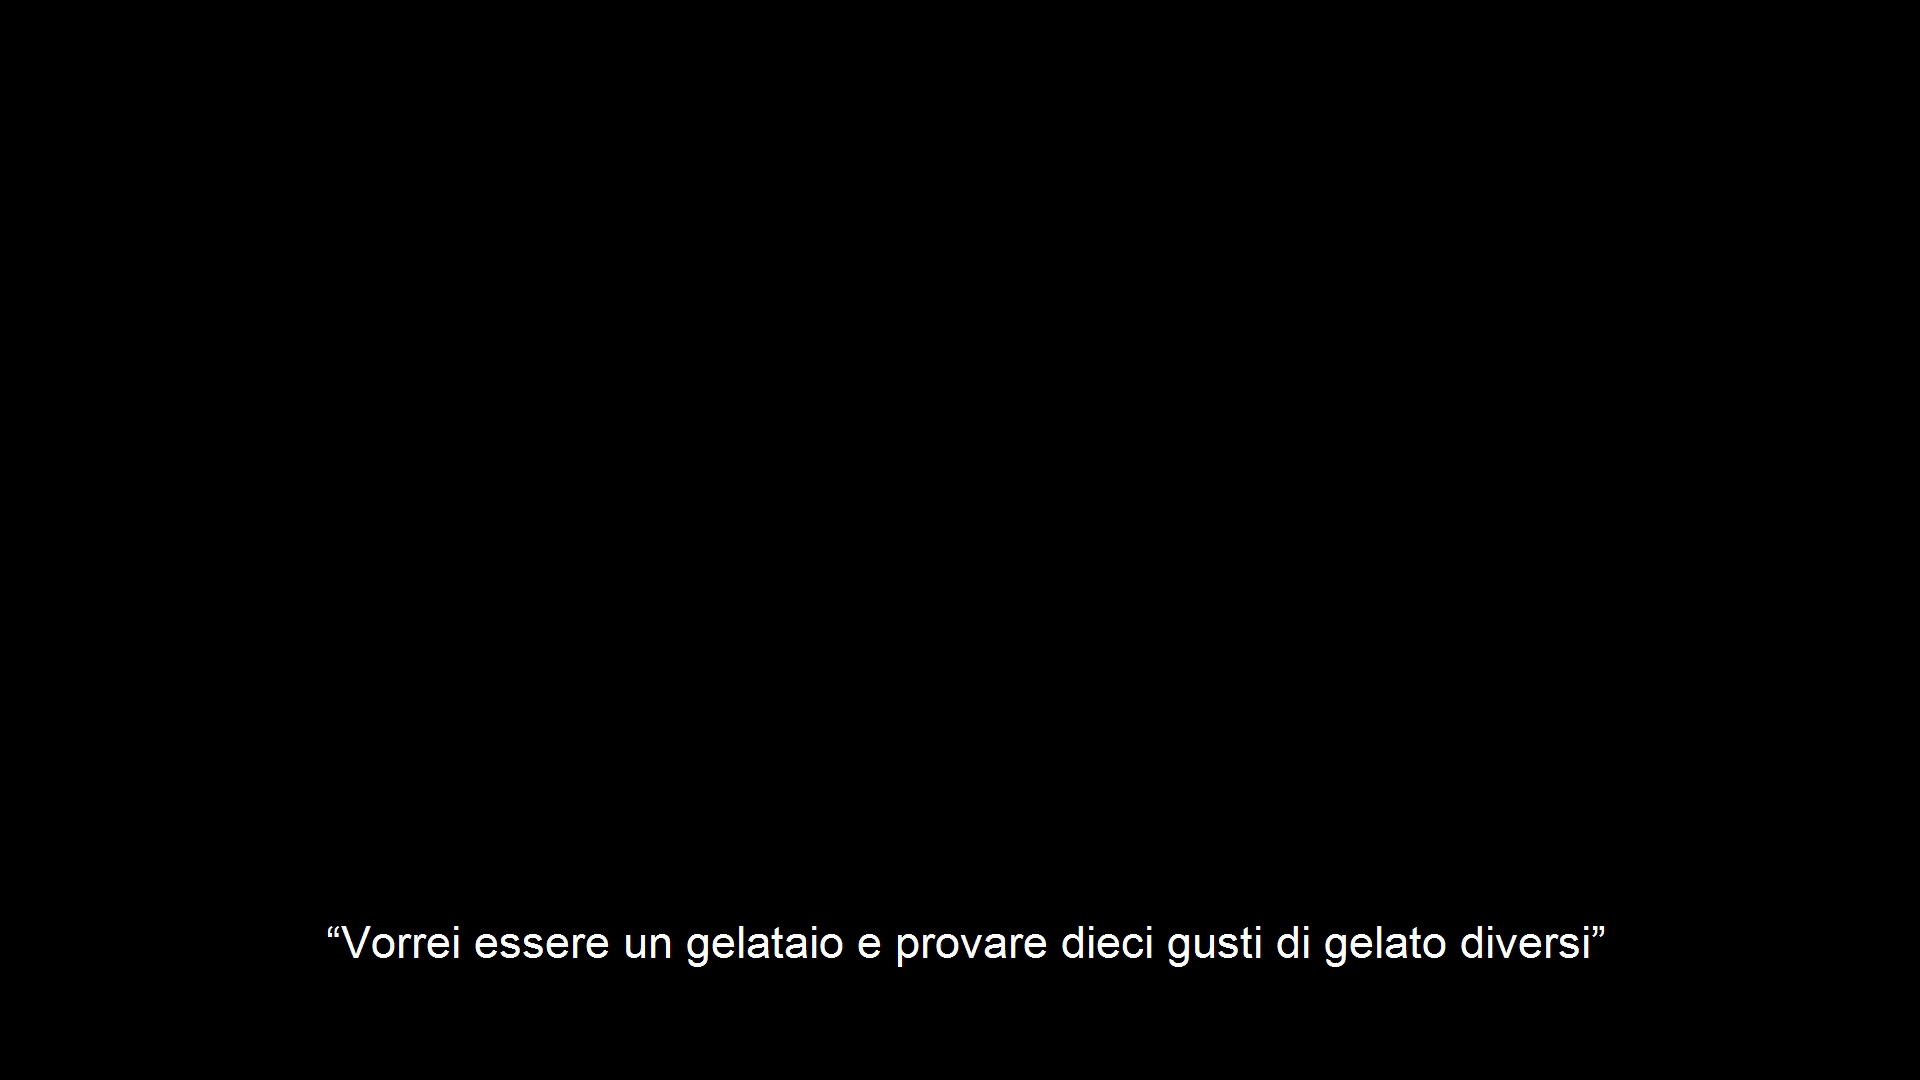 “Vorrei essere un gelataio e provare dieci gusti di gelato diversi”